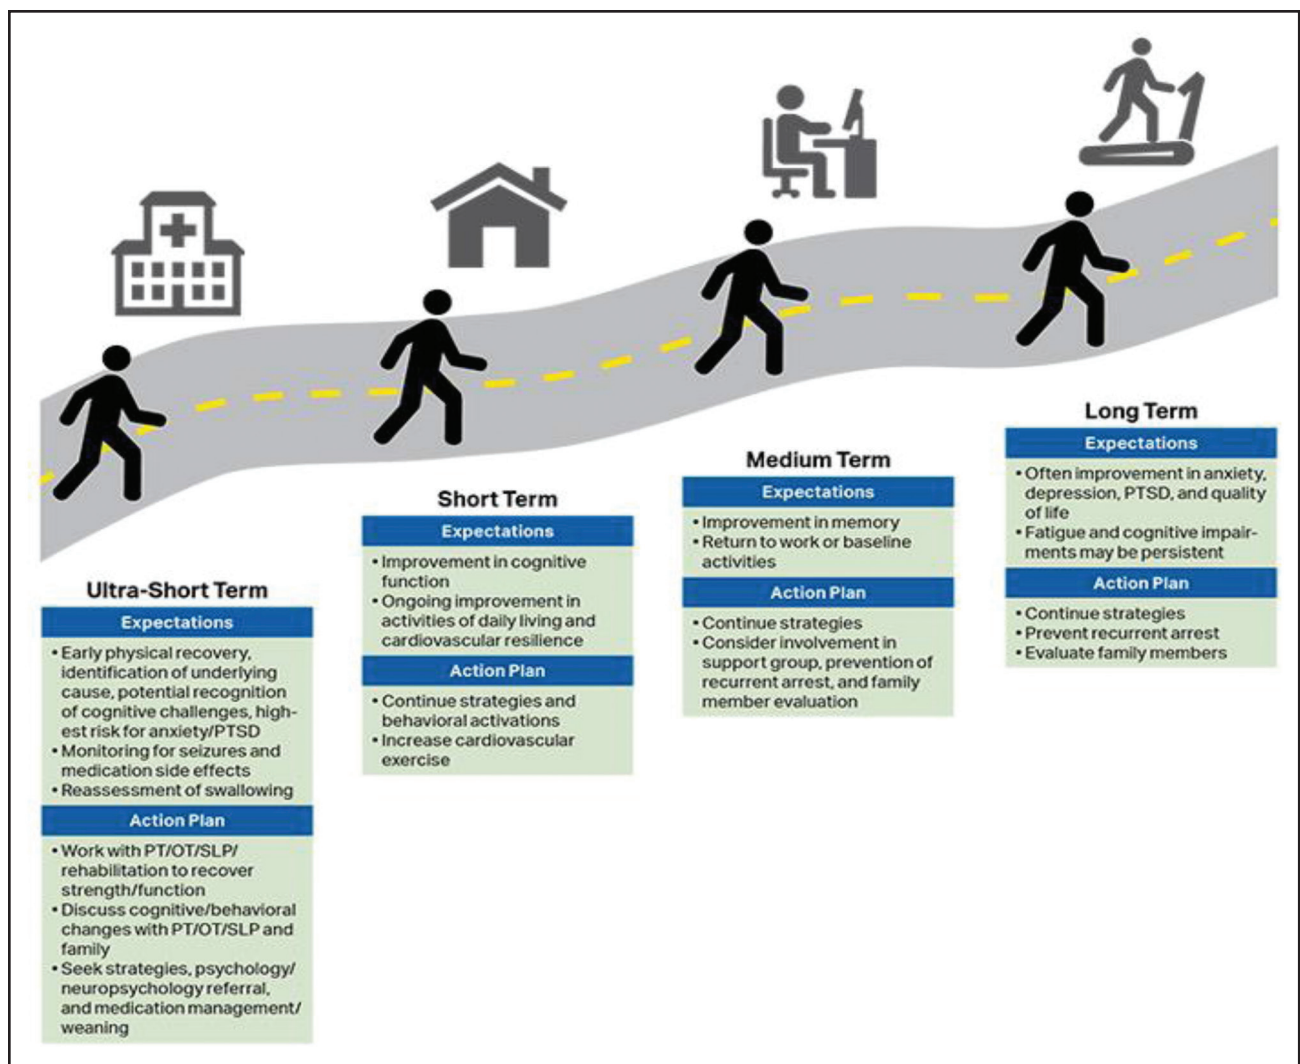 Ultra-Short Term
Expectations
• Early physical recovery,
identification of underlying
cause, potential recognition
of cognitive challenges, high-
est risk for anxiety/PTSD
• Monitoring for seizures and
medication side effects
• Reassessment of swallowing
Action Plan
• Work with PT/OT/SLP/
rehabilitation to recover
strength/function
• Discuss cognitive/behavioral
changes with PT/OT/SLP and
family
• Seek strategies, psychology/
neuropsychology referral,
and medication management/
weaning
Short Term
Expectations
• Improvement in cognitive
function
• Ongoing improvement in
activities of daily living and
cardiovascular resilience
Action Plan
• Continue strategies and
behavioral activations
• Increase cardiovascular
exercise
Medium Term
Expectations
• Improvement in memory
• Return to work or baseline
activities
Action Plan
• Continue strategies
• Consider involvement in
support group, prevention of
recurrent arrest, and family
member evaluation
Long Term
Expectations
• Often improvement in anxiety,
depression, PTSD, and quality
of life
• Fatigue and cognitive impair-
ments may be persistent
Action Plan
• Continue strategies
• Prevent recurrent arrest
• Evaluate family members